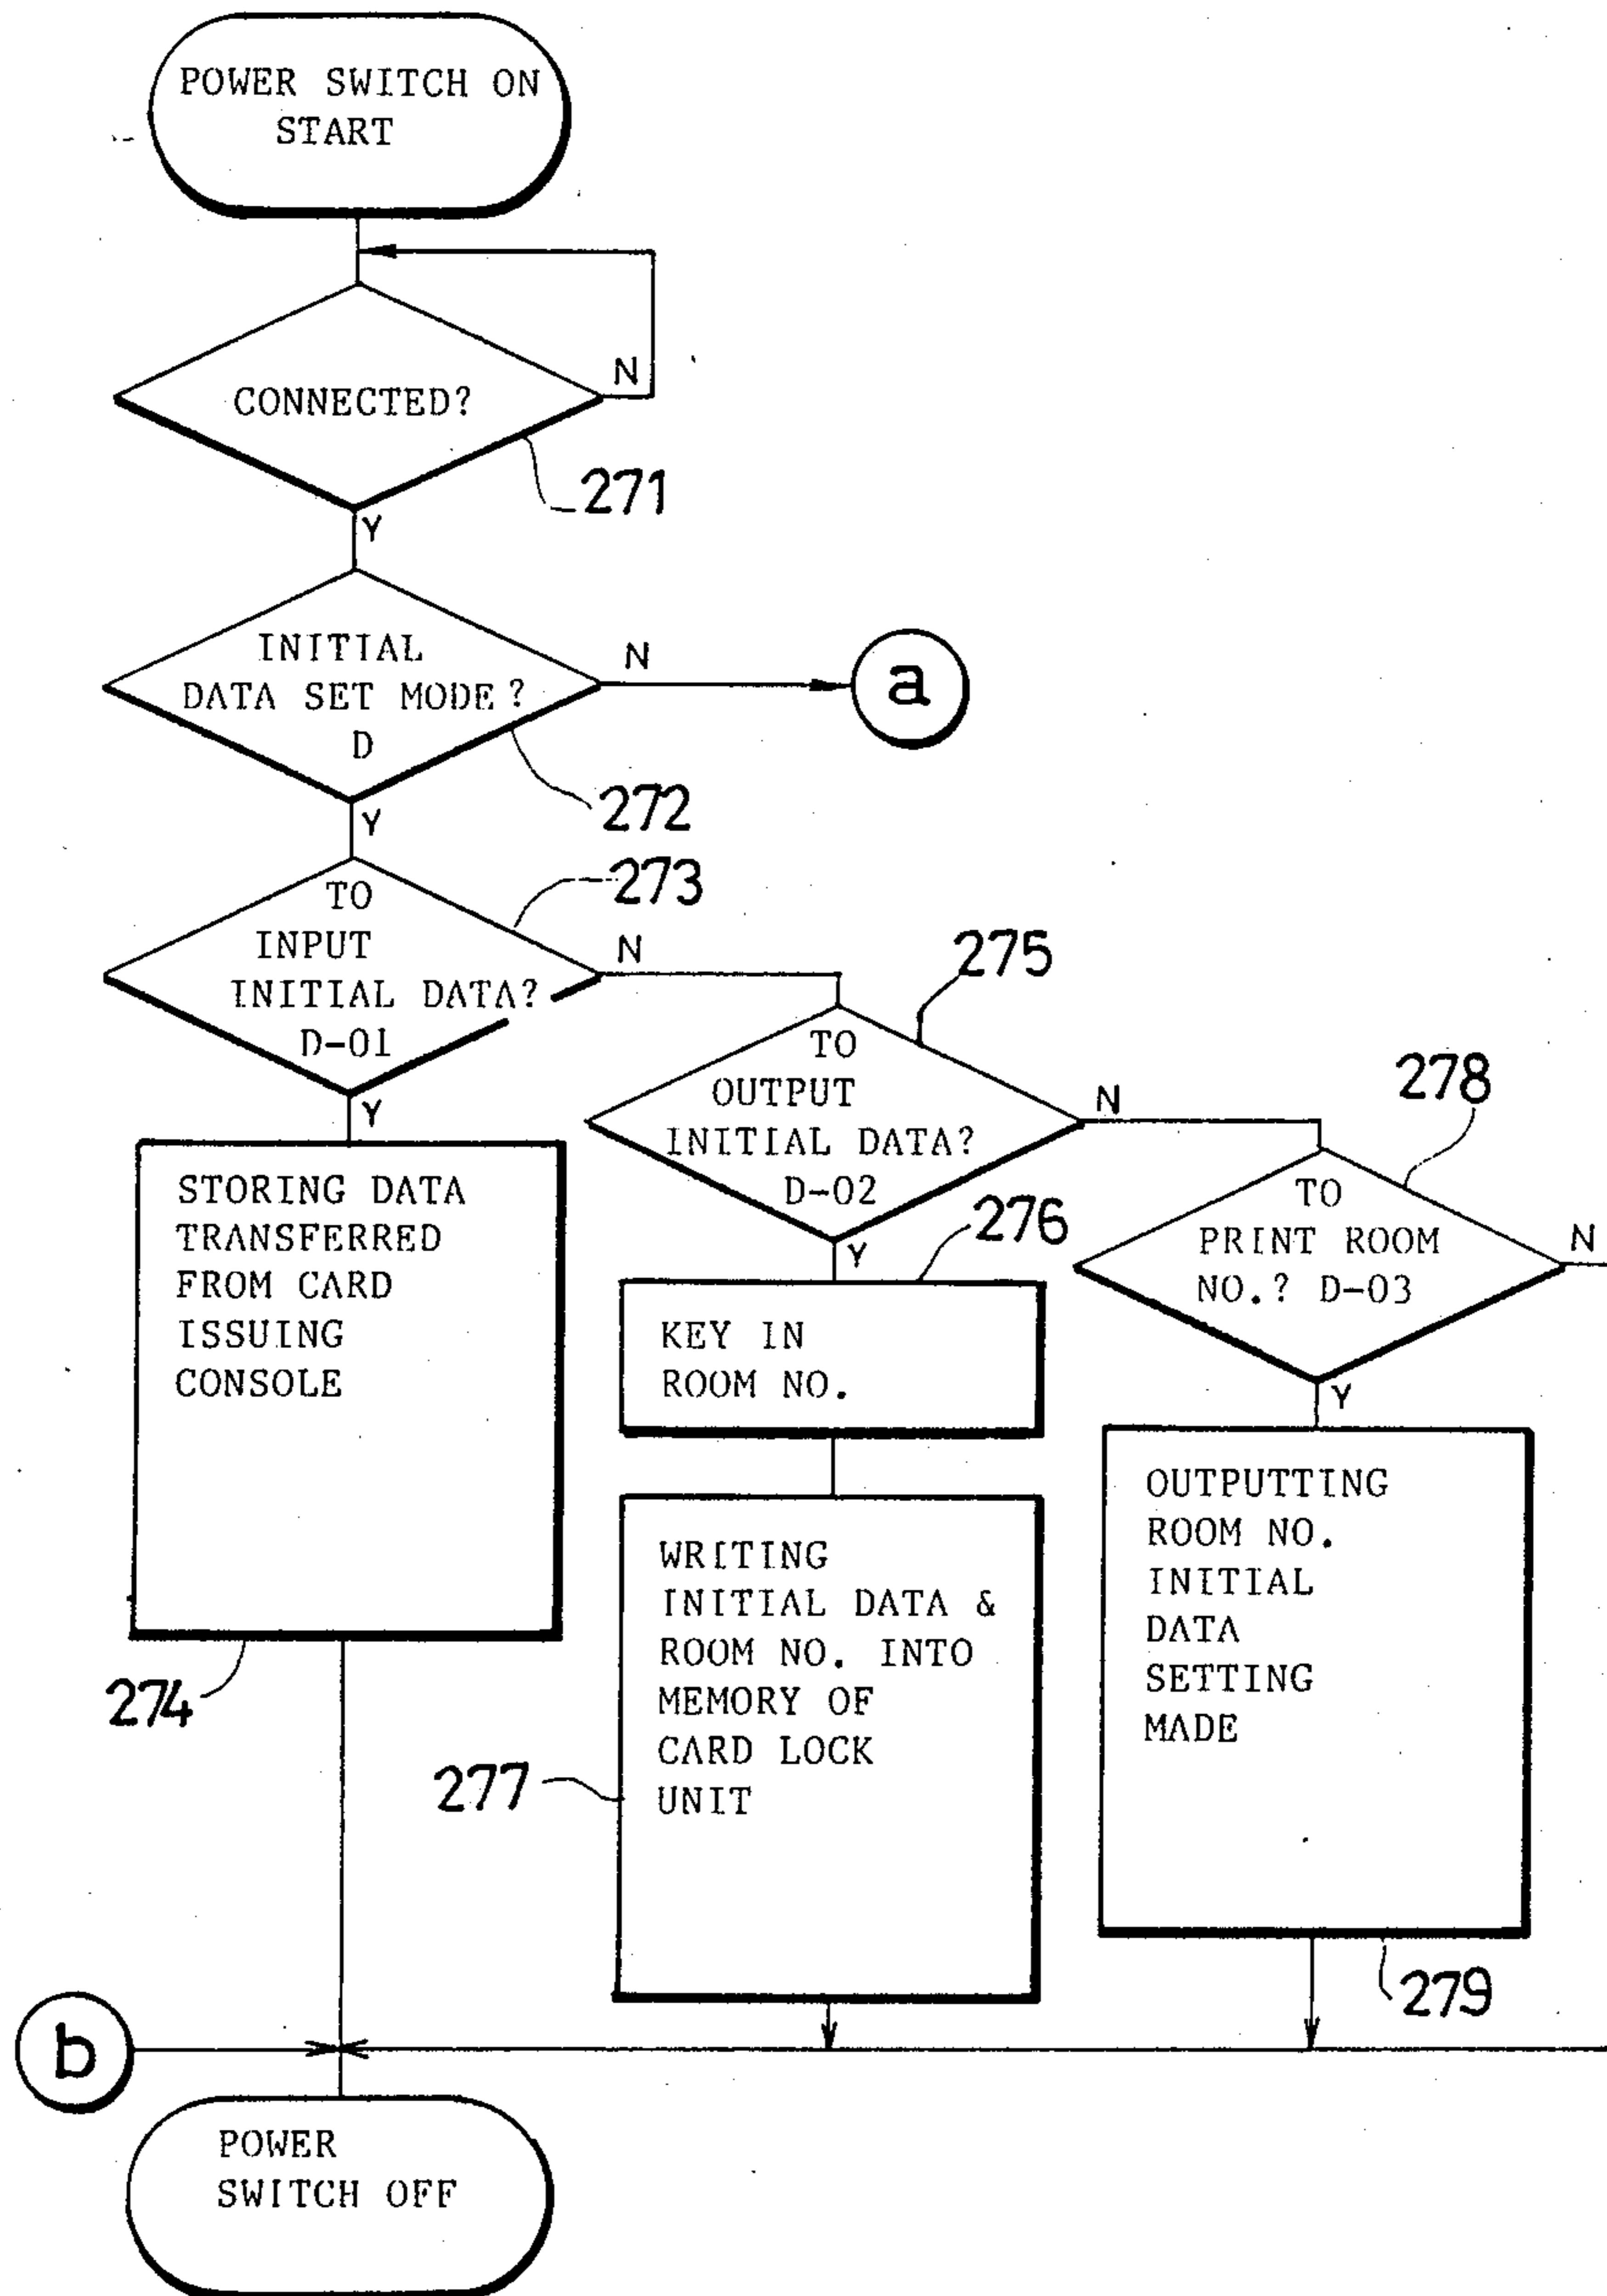 POWER SWITCH ON
START
N
CONNECTED?
271
Y
INITIAL
DATA SET MODE?
D
N
a
272
Y
273
TO
INPUT
INITIAL DATA?
D-01
N
Y
275
TO
OUTPUT
INITIAL DATA?
D-02
N
Y
278
TO
PRINT ROOM
NO.? D-03
N
Y
STORING DATA
TRANSFERRED
FROM CARD
ISSUING
CONSOLE
274
276
KEY IN
ROOM NO.
WRITING
INITIAL DATA &
ROOM NO. INTO
MEMORY OF
CARD LOCK
UNIT
277
OUTPUTTING
ROOM NO.
INITIAL
DATA
SETTING
MADE
279
b
POWER
SWITCH OFF